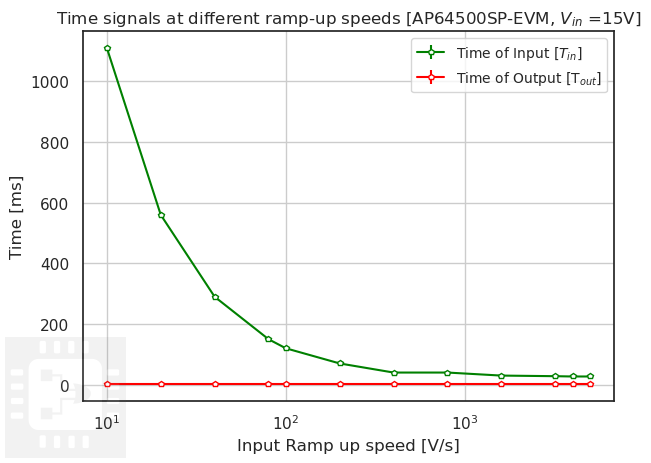 Time signals at different ramp-up speeds [AP64500SP-EVM, V_in =15V]
Time of Input [T_in]
Time of Output [T_out]
1000
800
600
400
200
0
Time [ms]
10^1 10^2 10^3
Input Ramp up speed [V/s]